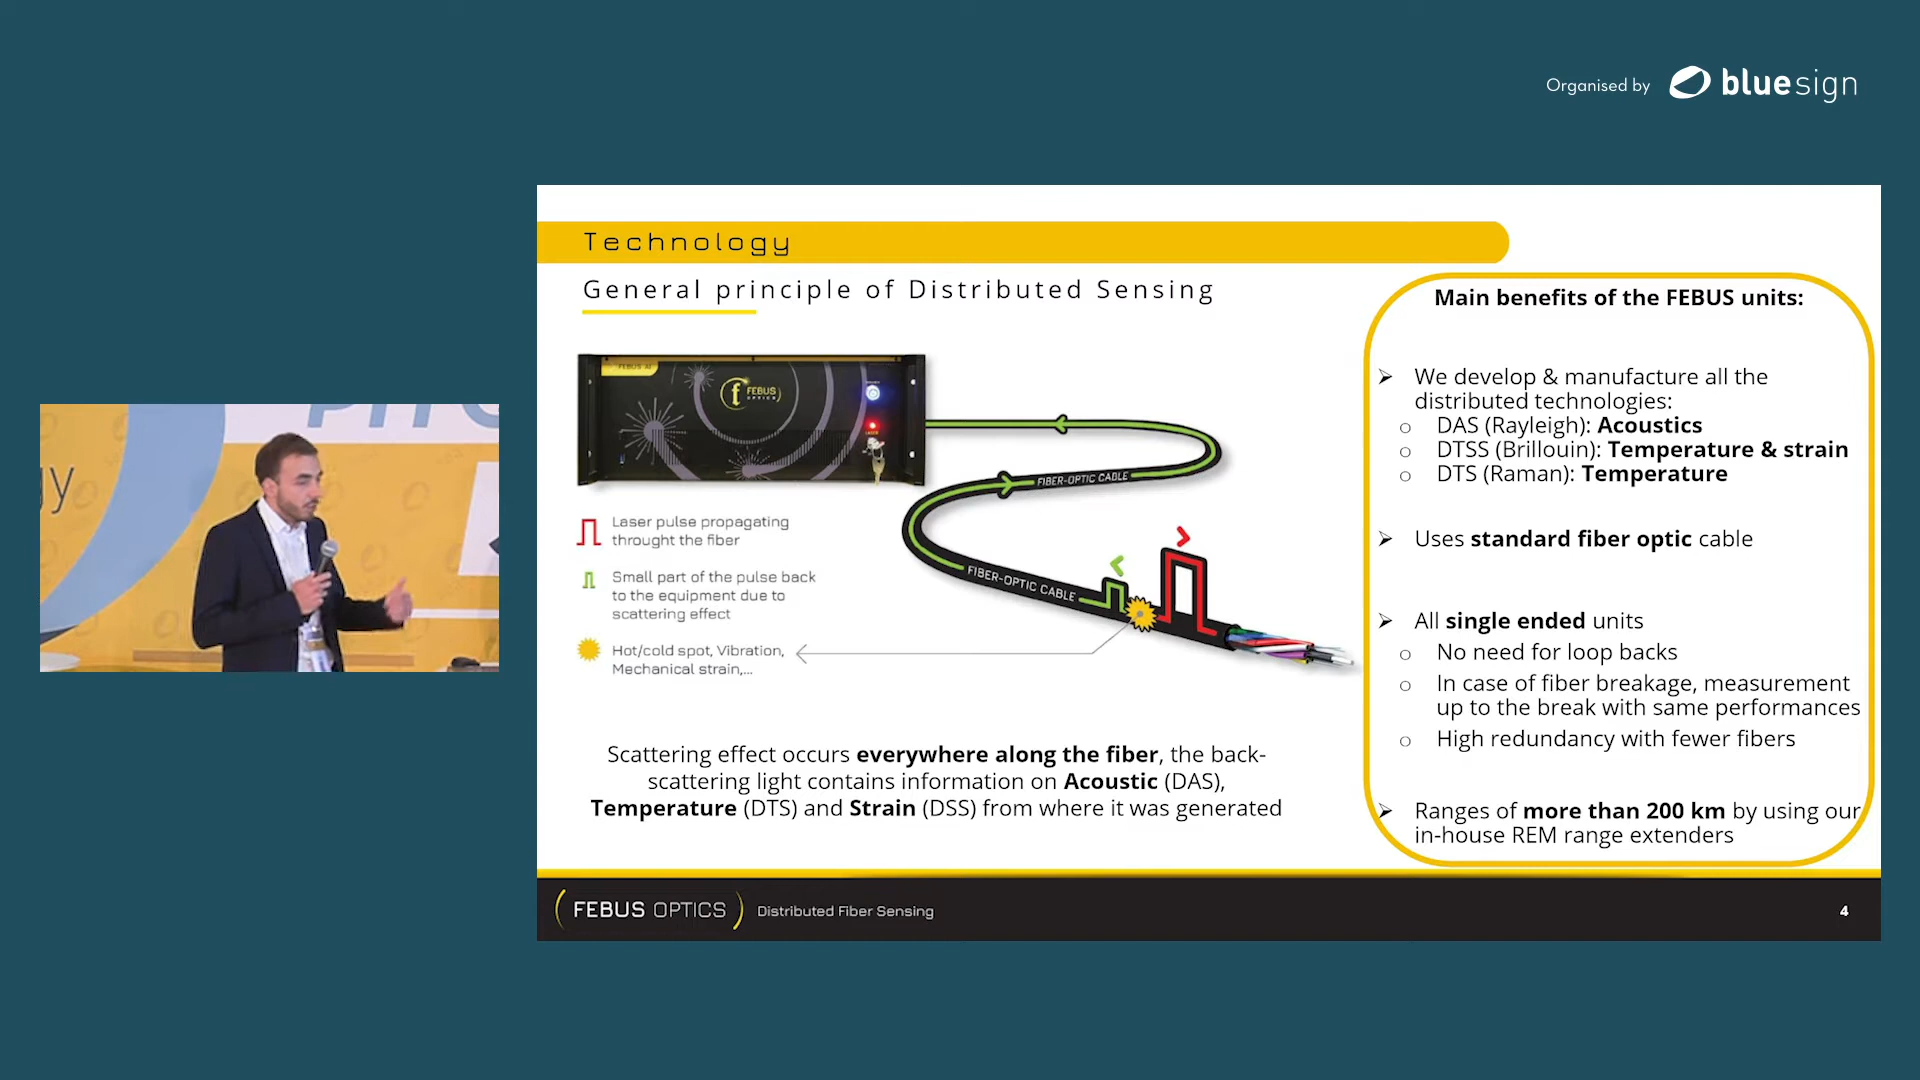 Organised by bluesign
Technology
General principle of Distributed Sensing
FEBUS A1
FEBUS
OPTICS
FIBER-OPTIC CABLE
FIBER-OPTIC CABLE
Laser pulse propagating
throught the fiber
Small part of the pulse back
to the equipment due to
scattering effect
Hot/cold spot, Vibration,
Mechanical strain,...
Scattering effect occurs everywhere along the fiber, the back-
scattering light contains information on Acoustic (DAS),
Temperature (DTS) and Strain (DSS) from where it was generated
Main benefits of the FEBUS units:
We develop & manufacture all the
distributed technologies:
DAS (Rayleigh): Acoustics
DTSS (Brillouin): Temperature & strain
DTS (Raman): Temperature
Uses standard fiber optic cable
All single ended units
No need for loop backs
In case of fiber breakage, measurement
up to the break with same performances
High redundancy with fewer fibers
Ranges of more than 200 km by using our
in-house REM range extenders
FEBUS OPTICS Distributed Fiber Sensing
4